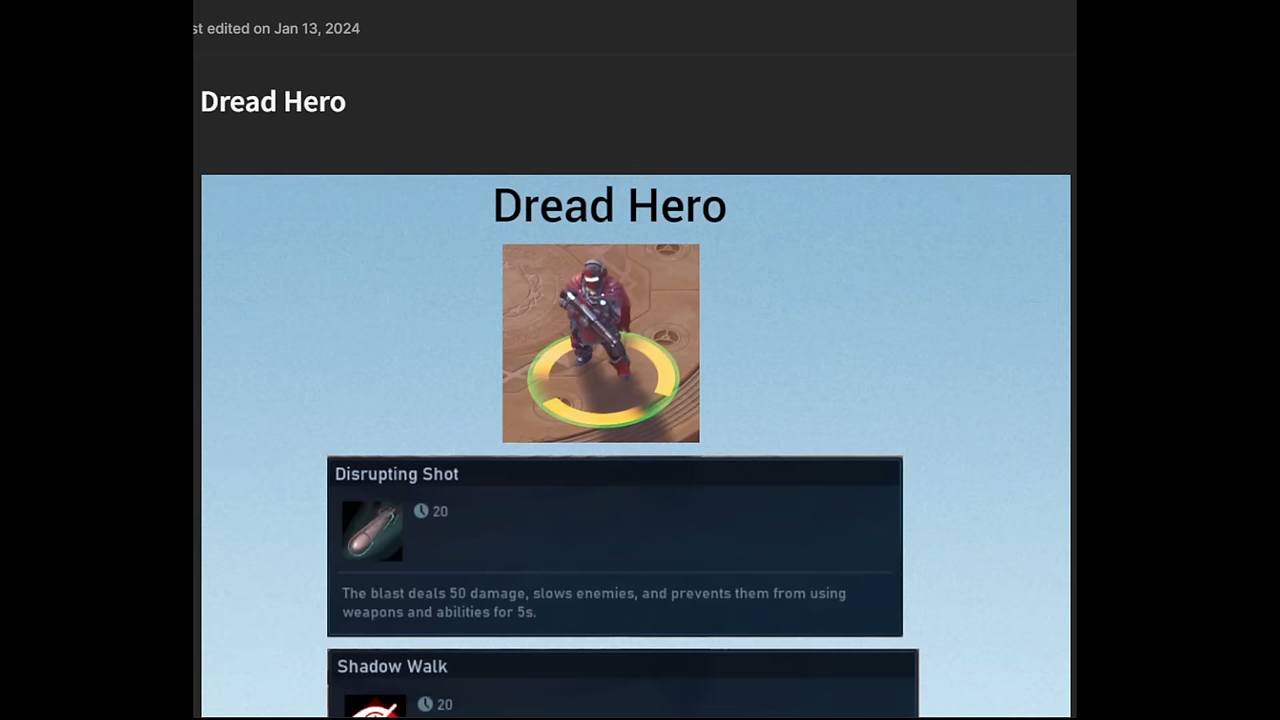 st edited on Jan 13, 2024
Dread Hero
Dread Hero
Disrupting Shot
20
The blast deals 50 damage, slows enemies, and prevents them from using
weapons and abilities for 5s.
Shadow Walk
20